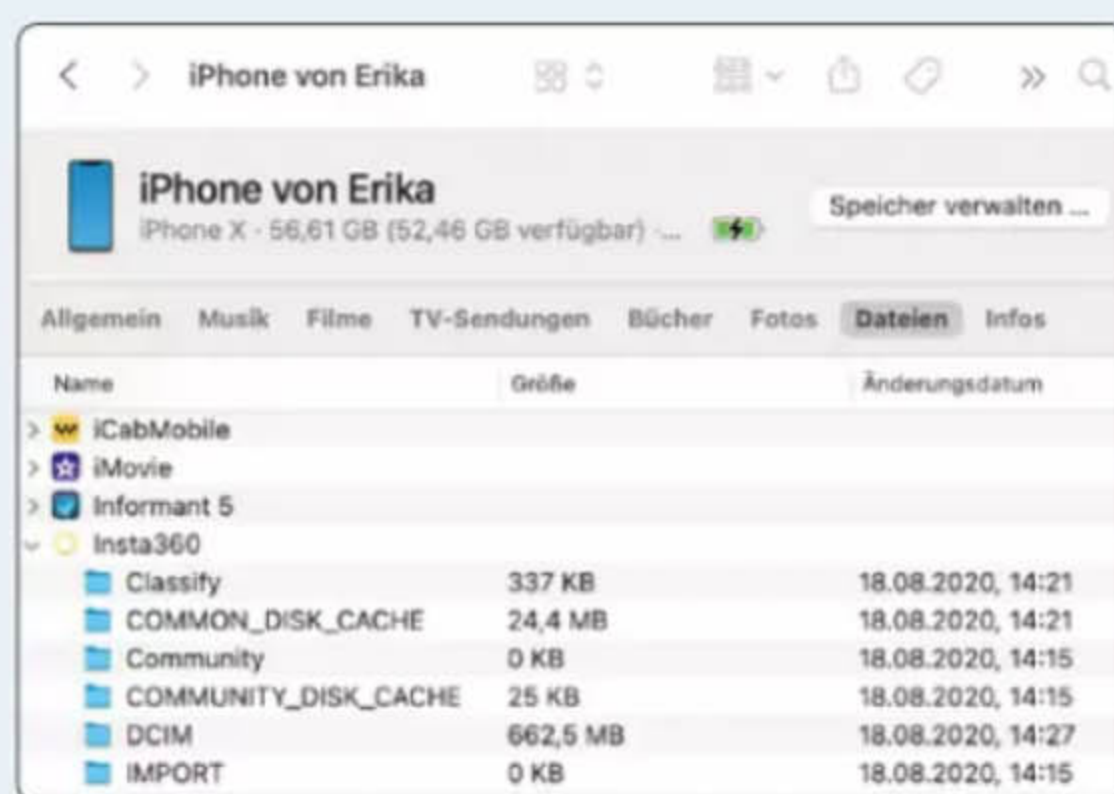 iPhone von Erika
iPhone von Erika
iPhone X · 56,61 GB (52,46 GB verfügbar) ·...
Speicher verwalten ...
Allgemein Musik Filme TV-Sendungen Bücher Fotos Dateien Infos
Name Größe Änderungsdatum
iCabMobile
iMovie
Informant 5
Insta360
Classify 337 KB 18.08.2020, 14:21
COMMON_DISK_CACHE 24,4 MB 18.08.2020, 14:21
Community 0 KB 18.08.2020, 14:15
COMMUNITY_DISK_CACHE 25 KB 18.08.2020, 14:15
DCIM 662,5 MB 18.08.2020, 14:27
IMPORT 0 KB 18.08.2020, 14:15